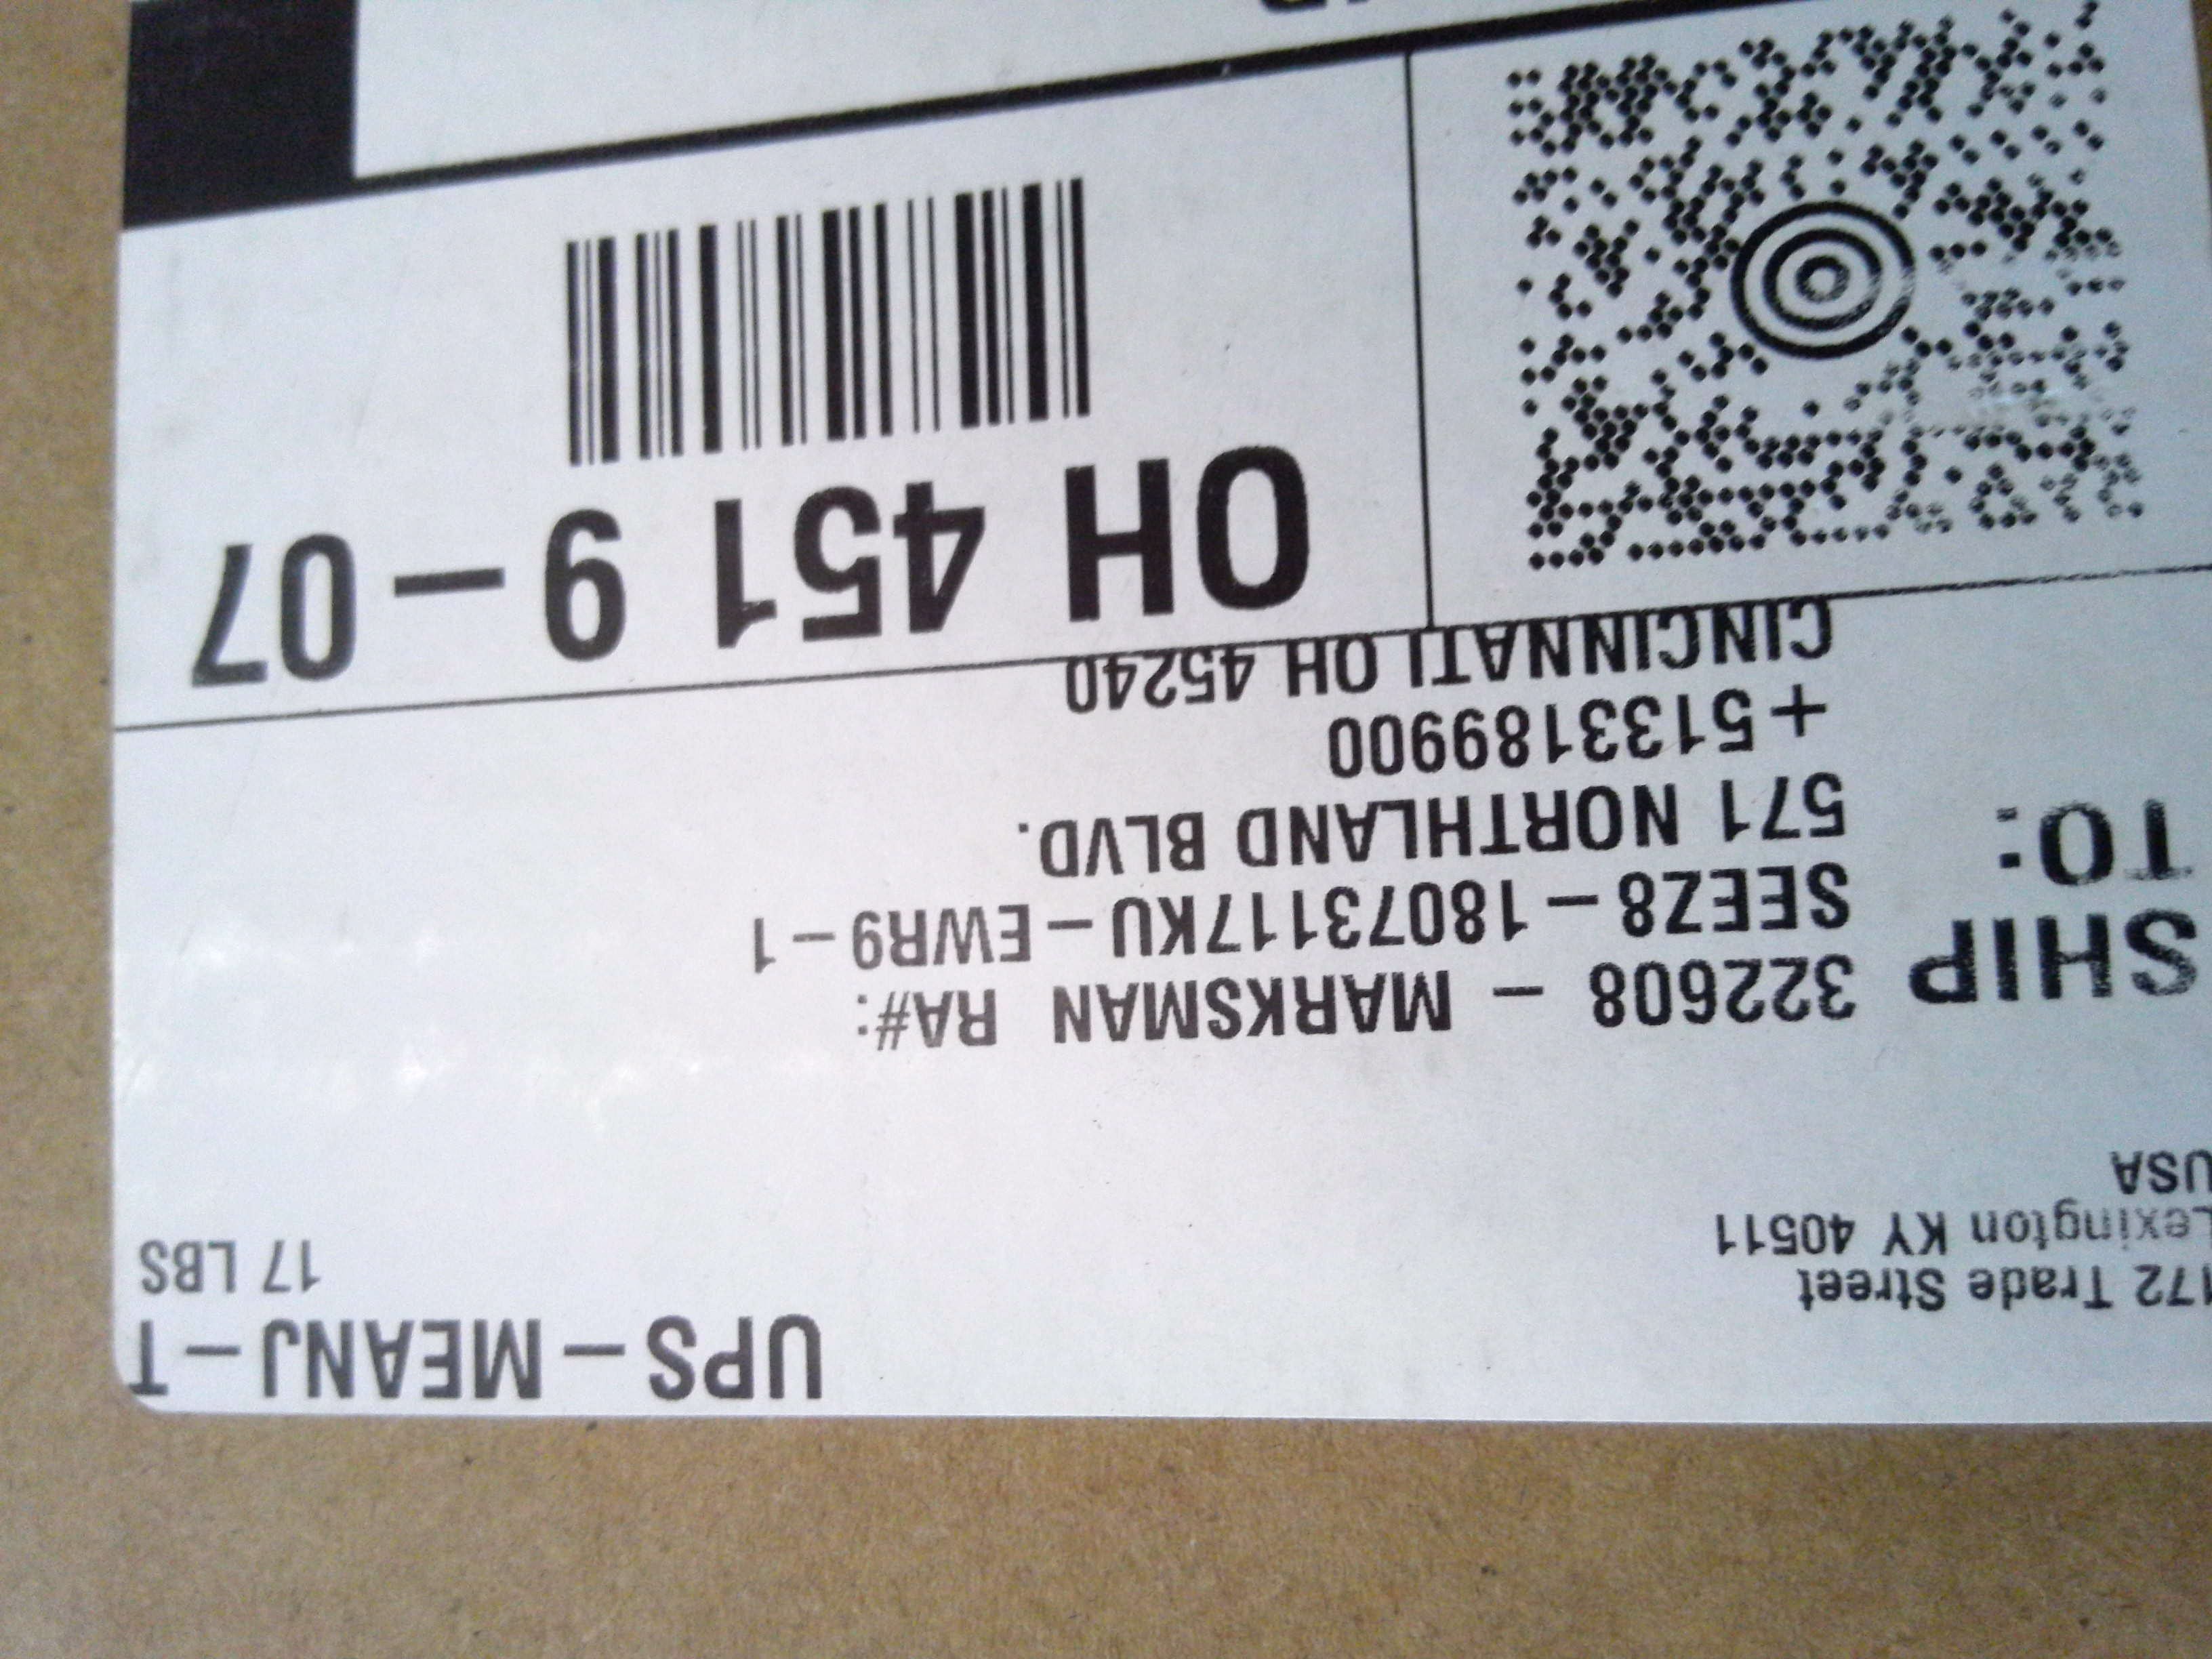 UPS-MEANJ-T
17 LBS
172 Trade Street
Lexington KY 40511
USA
SHIP
TO:
322608 - MARKSMAN RA#:
SEEZ8-18073117KU-EWR9-1
571 NORTHLAND BLVD.
+5133189900
CINCINNATI OH 45240
OH 451 9-07